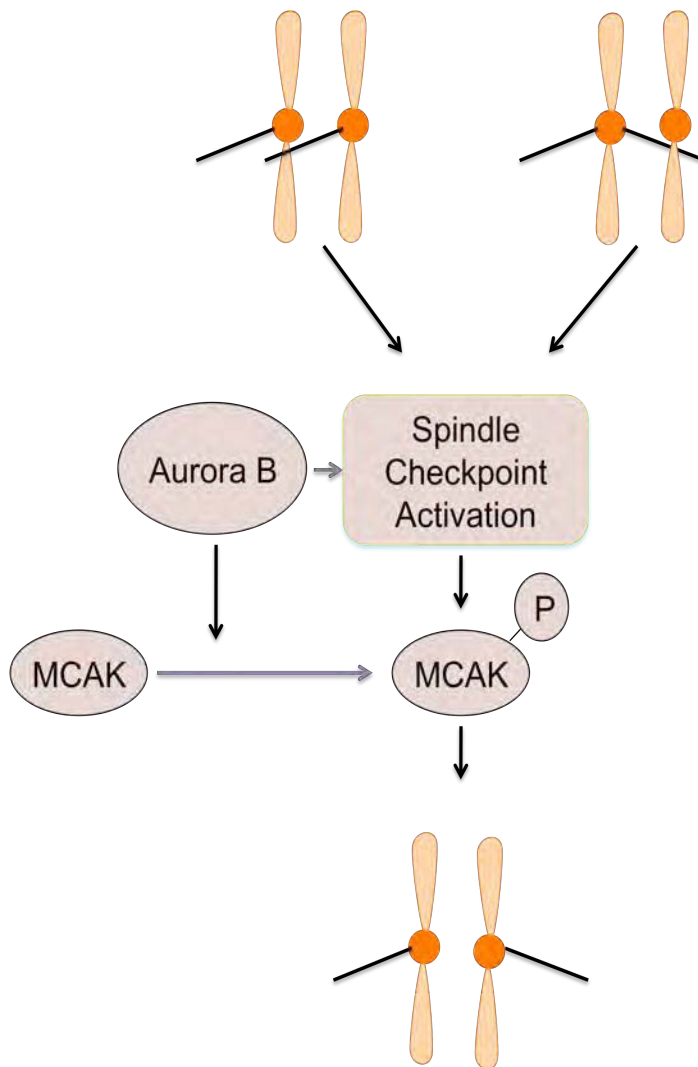 Spindle
Checkpoint
Activation
Aurora B
P
MCAK
MCAK